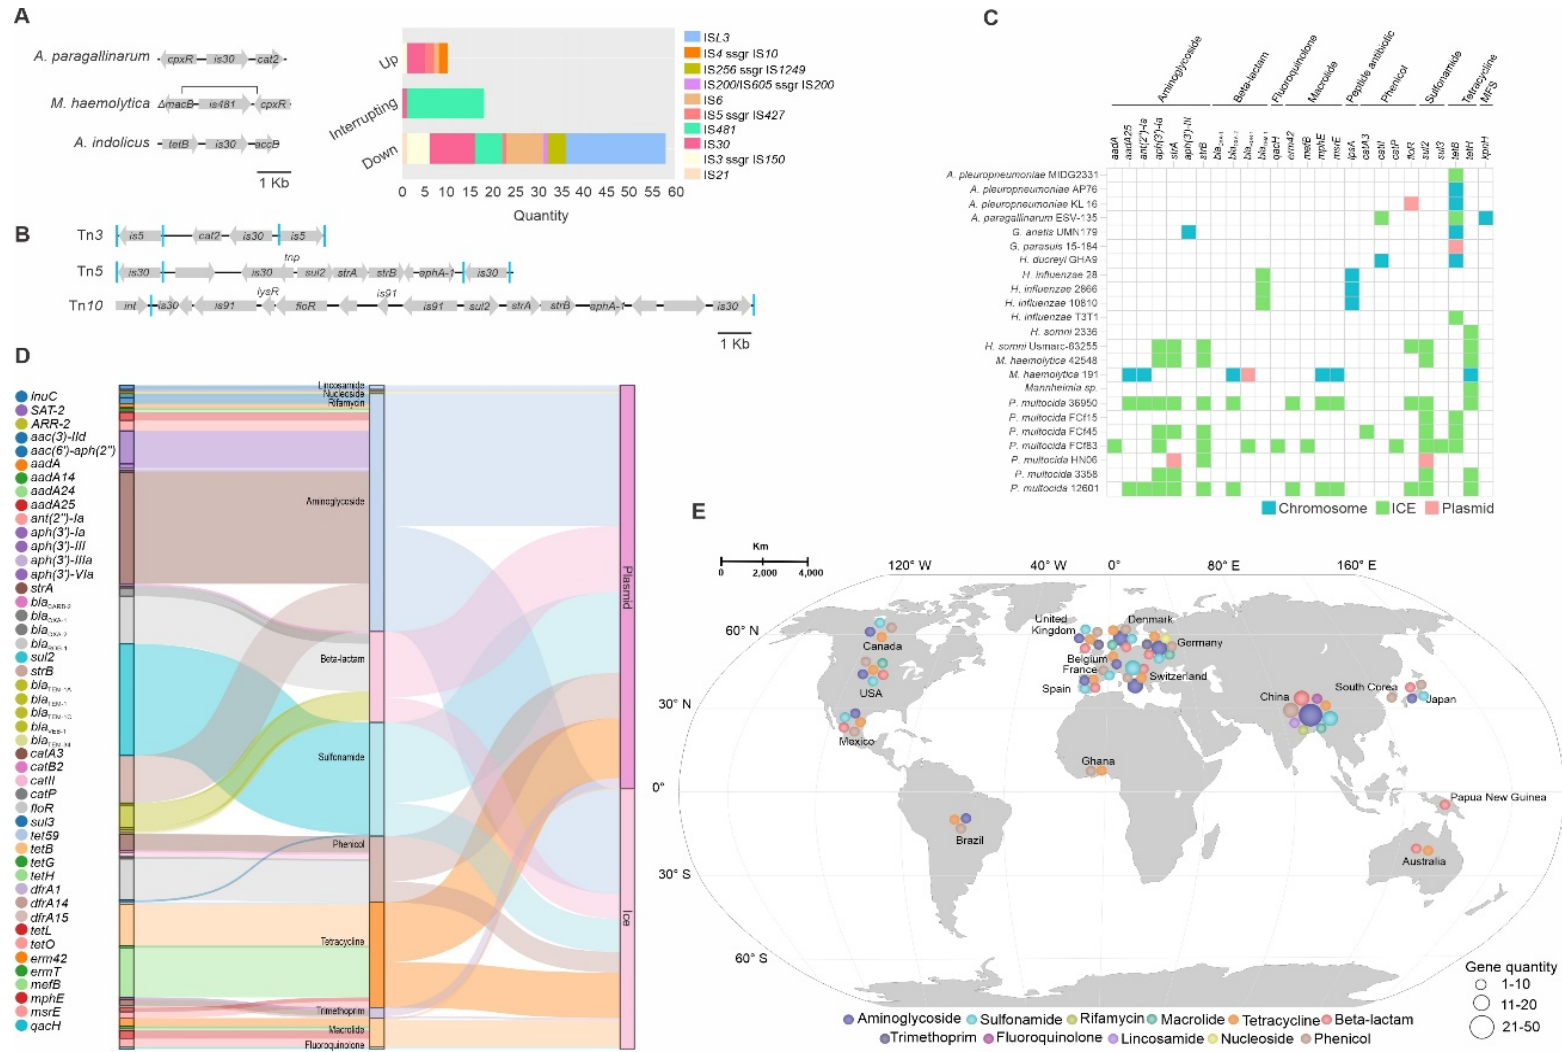 A
A. paragallinarum
cpxR
is30
cat2
M. haemolytica
ΔmacB
is481
cpxR
A. indolicus
tetB
is30
accB
1 Kb
Up
Interrupting
Down
0 5 10 15 20 25 30 35 40 45 50 55 60
Quantity
ISL3
IS4 ssgr IS10
IS256 ssgr IS1249
IS200/IS605 ssgr IS200
IS6
IS5 ssgr IS427
IS481
IS30
IS3 ssgr IS150
IS21
B
Tn3
is5 cat2 is30 is5
Tn5
tnp
is30 is30 sul2 strA strB aphA-1 is30
Tn10
lysR is91
int is30 is91 floR is91 sul2 strA strB aphA-1 is30
1 Kb
C
Aminoglycoside
Beta-lactam
Fluoroquinolone
Macrolide
Peptide antibiotic
Phenicol
Sulfonamide
Tetracycline
MFS
aadA
aadA25
ant(2'')-Ia
aph(3')-Ia
strA
strB
qacH
erm42
mefB
mphE
msrE
catA3
catII
catP
floR
sul2
sul3
tetB
tetH
A. pleuropneumoniae MIDG2331
A. pleuropneumoniae AP76
A. pleuropneumoniae KL 16
A. paragallinarum ESV-135
G. anatis UMN179
G. parasuis 15-184
H. ducreyi GHA9
H. influenzae 28
H. influenzae 2866
H. influenzae 10810
H. influenzae T3T1
H. somni 2336
H. somni Usmarc-63255
M. haemolytica 42548
M. haemolytica 191
Mannheimia sp.
P. multocida 36950
P. multocida FCf15
P. multocida FCf45
P. multocida FCf83
P. multocida HN06
P. multocida 3358
P. multocida 12601
Chromosome ICE Plasmid
D
lnuC
SAT-2
ARR-2
aac(3)-IId
aac(6')-aph(2'')
aadA
aadA14
aadA24
aadA25
ant(2'')-Ia
aph(3')-Ia
aph(3')-III
aph(3')-IIIa
aph(3')-VIa
strA
blaCARB-2
blaOXA-1
blaOXA-2
blaROB-1
sul2
strB
blaTEM-1
blaVEB-1
catA3
catB2
catII
catP
floR
sul3
tet59
tetB
tetG
tetH
dfrA1
dfrA14
dfrA15
tetL
tetO
erm42
ermT
mefB
mphE
msrE
qacH
Lincosamide
Nucleoside
Rifamycin
Aminoglycoside
Beta-lactam
Sulfonamide
Phenicol
Tetracycline
Trimethoprim
Macrolide
Fluoroquinolone
Plasmid
Ice
E
Km
0 2,000 4,000
120° W 40° W 0° 80° E 160° E
60° N
30° N
0°
30° S
60° S
Canada
USA
Mexico
Brazil
United
Kingdom
Denmark
Germany
Belgium
France
Switzerland
Spain
Ghana
China
South Corea
Japan
Papua New Guinea
Australia
Gene quantity
1-10
11-20
21-50
Aminoglycoside Sulfonamide Rifamycin Macrolide Tetracycline Beta-lactam
Trimethoprim Fluoroquinolone Lincosamide Nucleoside Phenicol